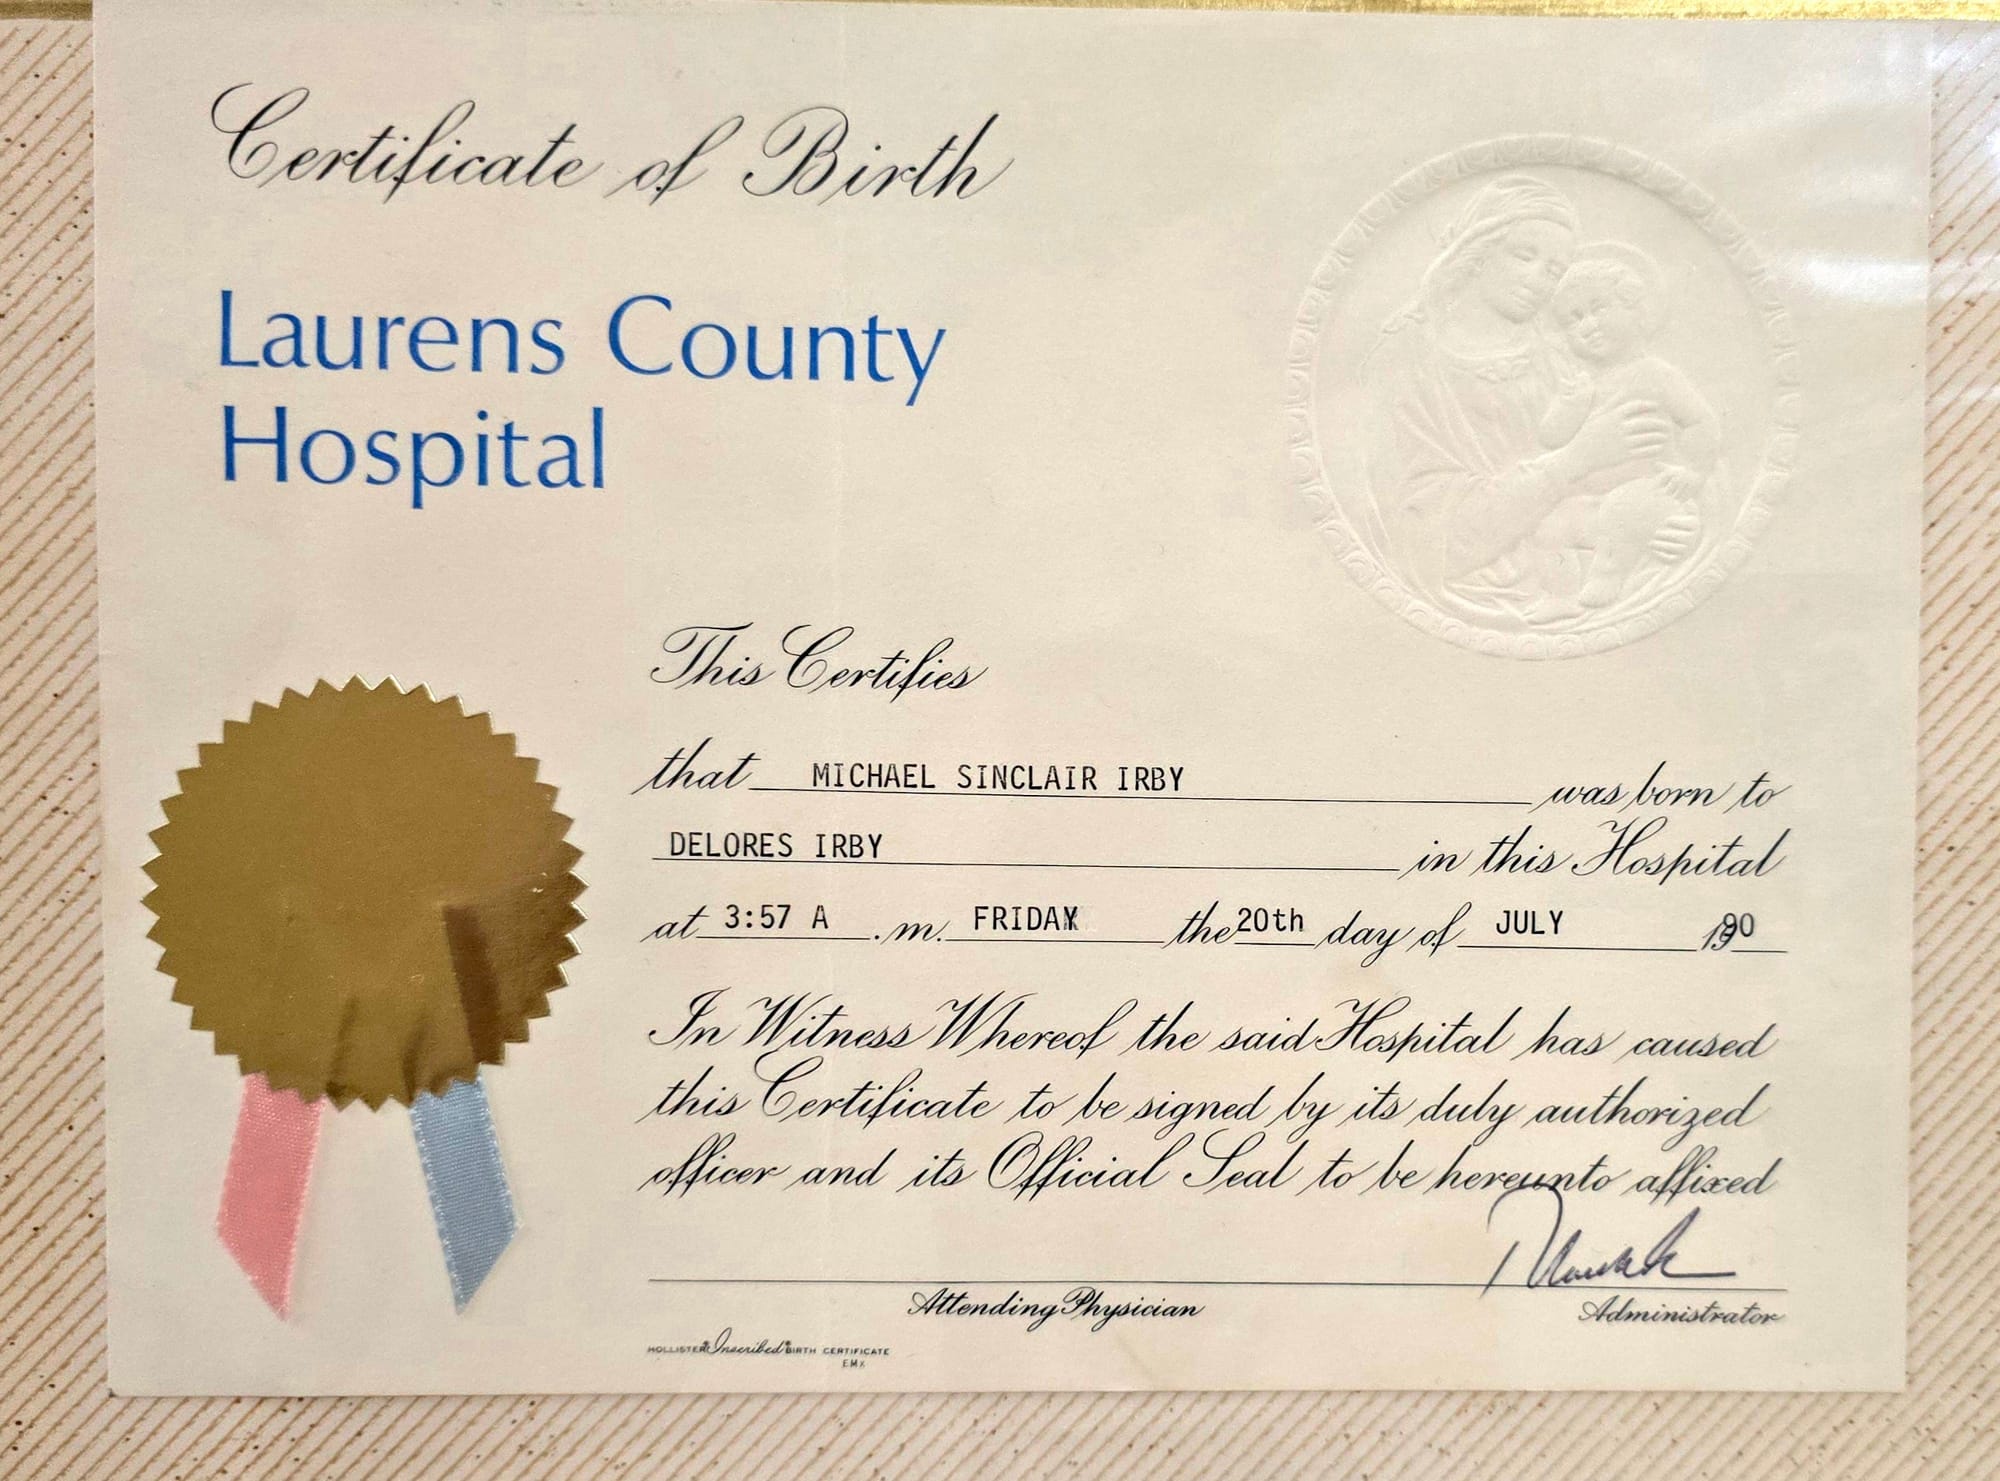 Certificate of Birth
Laurens County
Hospital
This Certifies
that MICHAEL SINCLAIR IRBY was born to
DELORES IRBY in this Hospital
at 3:57 A .m. FRIDAY the 20th day of JULY 1990
In Witness Whereof the said Hospital has caused
this Certificate to be signed by its duly authorized
officer and its Official Seal to be hereunto affixed
Attending Physician Administrator
HOLLISTER® Inscribed® BIRTH CERTIFICATE